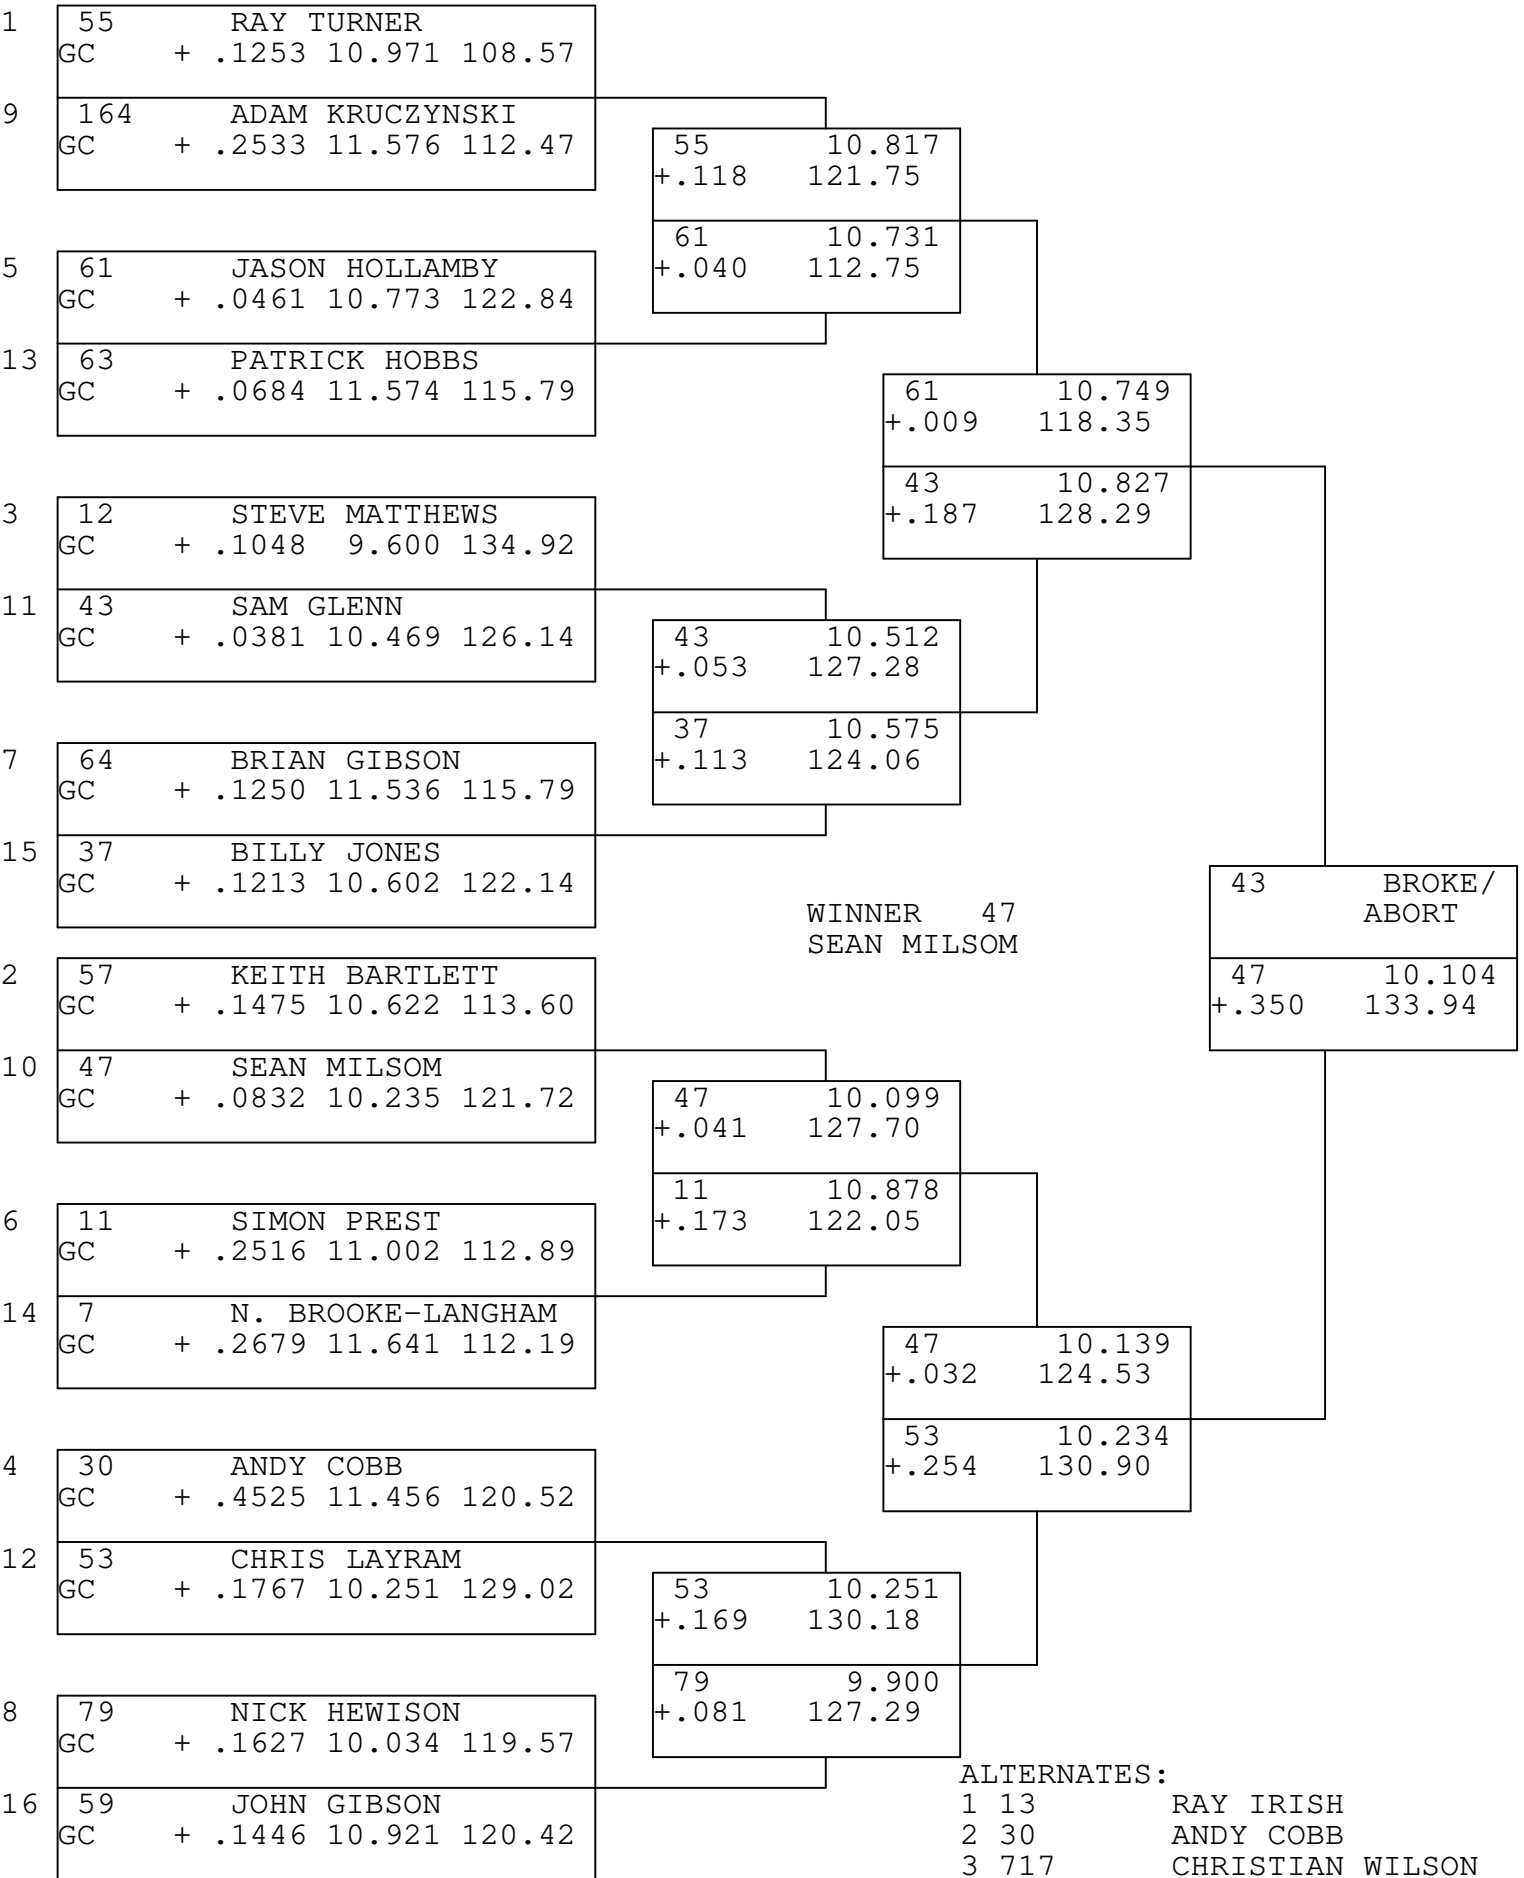 1 55 RAY TURNER
GC + .1253 10.971 108.57
9 164 ADAM KRUCZYNSKI
GC + .2533 11.576 112.47
55 10.817
+.118 121.75
61 10.731
+.040 112.75
5 61 JASON HOLLAMBY
GC + .0461 10.773 122.84
13 63 PATRICK HOBBS
GC + .0684 11.574 115.79
61 10.749
+.009 118.35
43 10.827
+.187 128.29
3 12 STEVE MATTHEWS
GC + .1048 9.600 134.92
11 43 SAM GLENN
GC + .0381 10.469 126.14
43 10.512
+.053 127.28
37 10.575
+.113 124.06
7 64 BRIAN GIBSON
GC + .1250 11.536 115.79
15 37 BILLY JONES
GC + .1213 10.602 122.14
43 BROKE/
ABORT
47 10.104
+.350 133.94
WINNER 47
SEAN MILSOM
2 57 KEITH BARTLETT
GC + .1475 10.622 113.60
10 47 SEAN MILSOM
GC + .0832 10.235 121.72
47 10.099
+.041 127.70
11 10.878
+.173 122.05
6 11 SIMON PREST
GC + .2516 11.002 112.89
14 7 N. BROOKE-LANGHAM
GC + .2679 11.641 112.19
47 10.139
+.032 124.53
53 10.234
+.254 130.90
4 30 ANDY COBB
GC + .4525 11.456 120.52
12 53 CHRIS LAYRAM
GC + .1767 10.251 129.02
53 10.251
+.169 130.18
79 9.900
+.081 127.29
8 79 NICK HEWISON
GC + .1627 10.034 119.57
16 59 JOHN GIBSON
GC + .1446 10.921 120.42
ALTERNATES:
1 13 RAY IRISH
2 30 ANDY COBB
3 717 CHRISTIAN WILSON